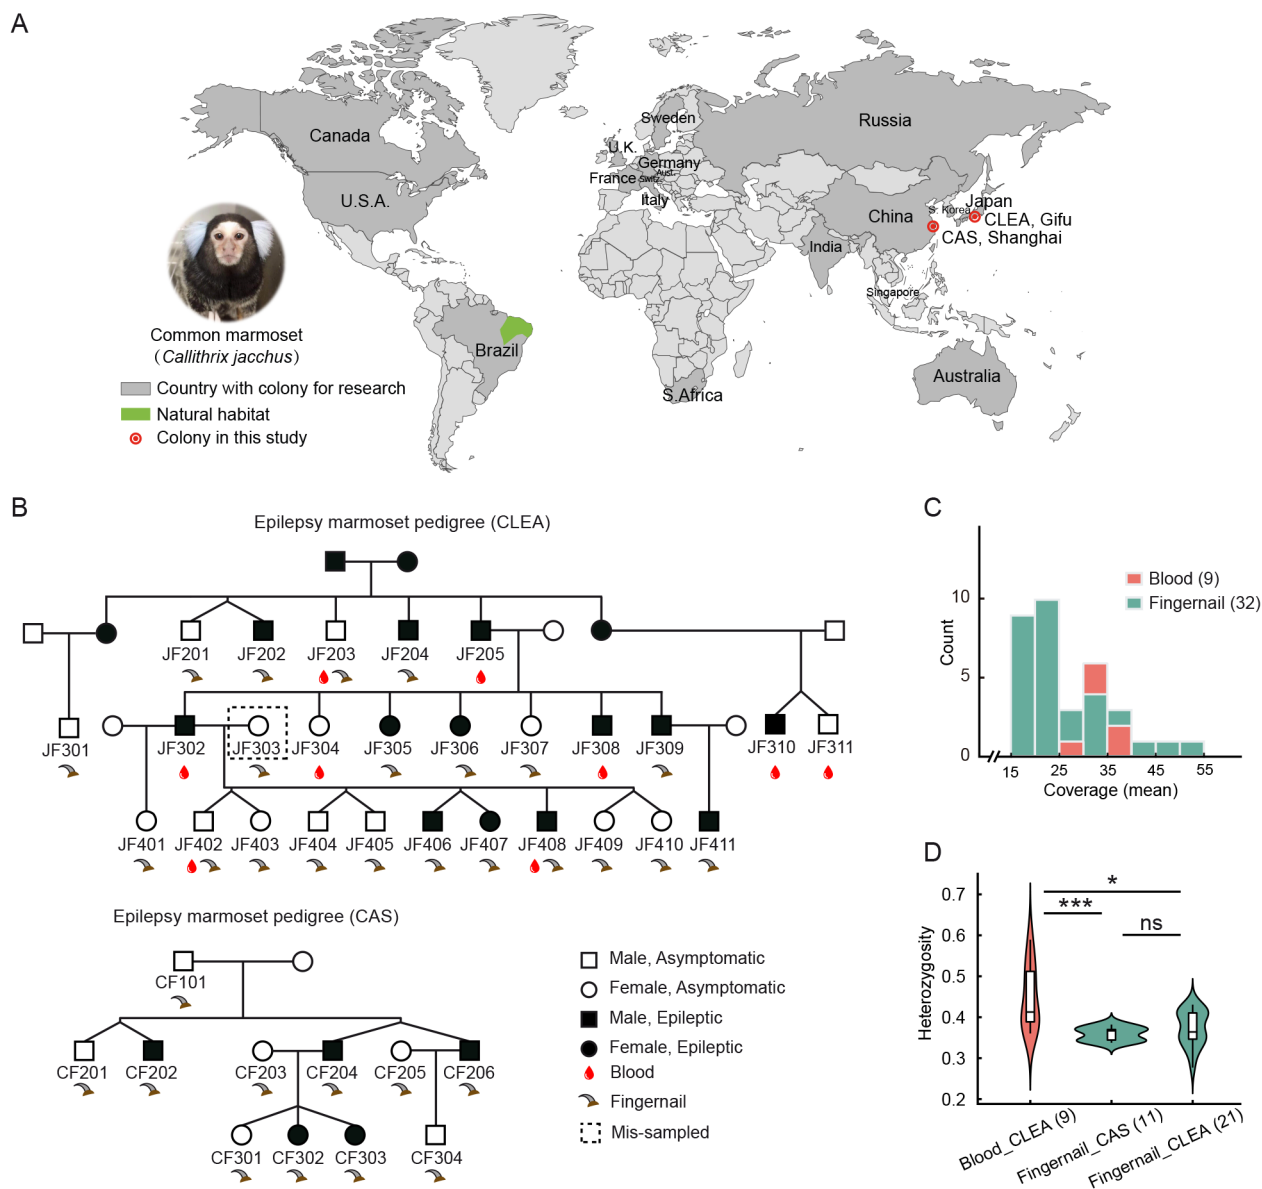 A
Canada
U.S.A.
Sweden
Russia
U.K.
Germany
Aust.
France
Switz.
Italy
China
S. Korea
Japan
CLEA, Gifu
CAS, Shanghai
India
Singapore
Brazil
S.Africa
Australia
Common marmoset
(Callithrix jacchus)
Country with colony for research
Natural habitat
Colony in this study
B
Epilepsy marmoset pedigree (CLEA)
JF201 JF202 JF203 JF204 JF205
JF301 JF302 JF303 JF304 JF305 JF306 JF307 JF308 JF309 JF310 JF311
JF401 JF402 JF403 JF404 JF405 JF406 JF407 JF408 JF409 JF410 JF411
Epilepsy marmoset pedigree (CAS)
CF101
CF201 CF202 CF203 CF204 CF205 CF206
CF301 CF302 CF303 CF304
Male, Asymptomatic
Female, Asymptomatic
Male, Epileptic
Female, Epileptic
Blood
Fingernail
Mis-sampled
C
Blood (9)
Fingernail (32)
Count
10
5
0
15 25 35 45 55
Coverage (mean)
D
Heterozygosity
0.7
0.6
0.5
0.4
0.3
0.2
*
***
ns
Blood_CLEA (9)
Fingernail_CAS (11)
Fingernail_CLEA (21)